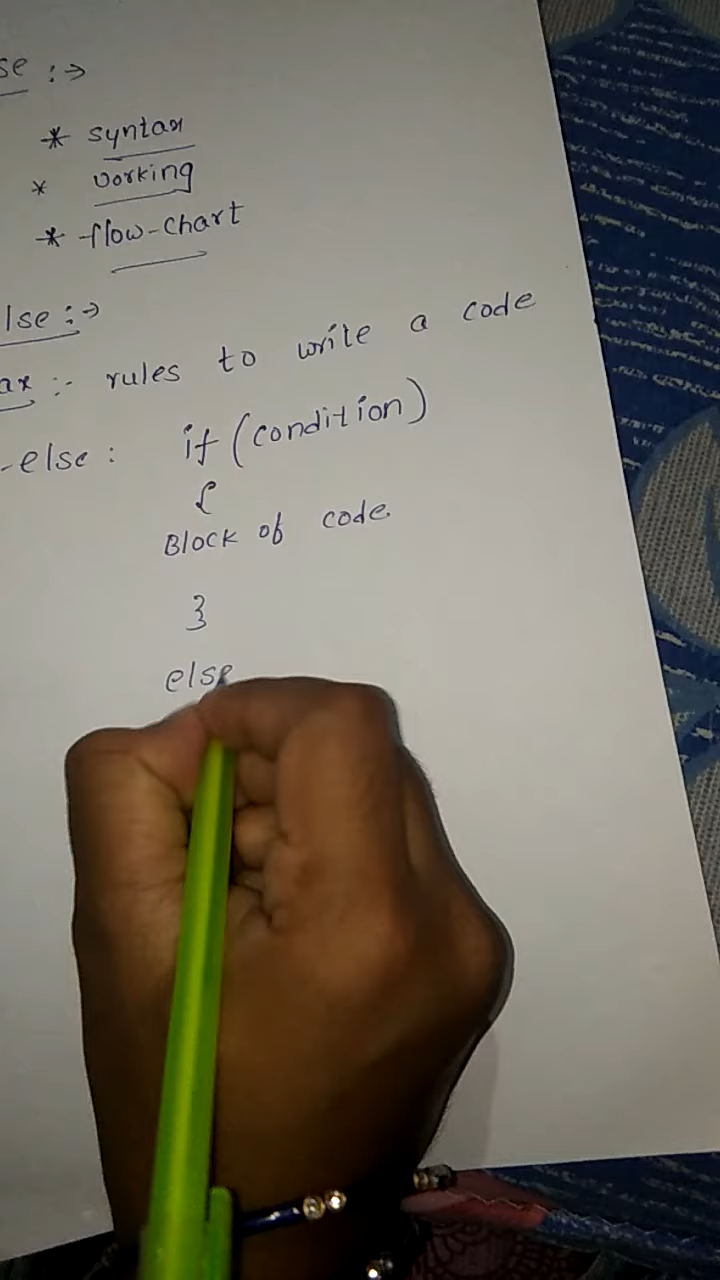 se :→
* syntax
* working
* flow-chart
lse :→
ax :- rules to write a code
-else : if (condition)
{
Block of code.
}
else